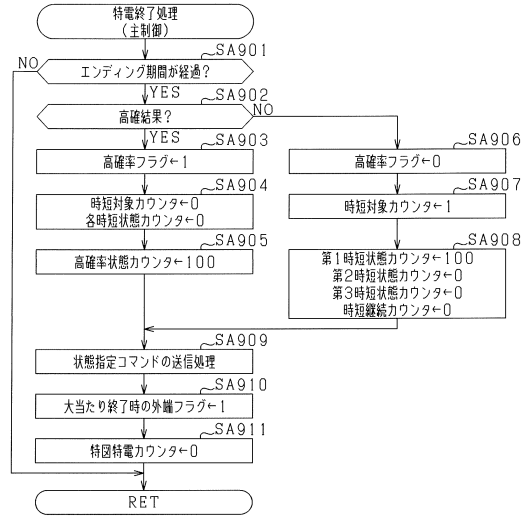 特電終了処理
（主制御）
SA901
エンディング期間が経過？
NO
YES
SA902
高確結果？
NO
YES
SA903
高確率フラグ←1
SA904
時短対象カウンタ←0
各時短状態カウンタ←0
SA905
高確率状態カウンタ←100
SA906
高確率フラグ←0
SA907
時短対象カウンタ←1
SA908
第1時短状態カウンタ←100
第2時短状態カウンタ←0
第3時短状態カウンタ←0
時短継続カウンタ←0
SA909
状態指定コマンドの送信処理
SA910
大当たり終了時の外端フラグ←1
SA911
特図特電カウンタ←0
RET